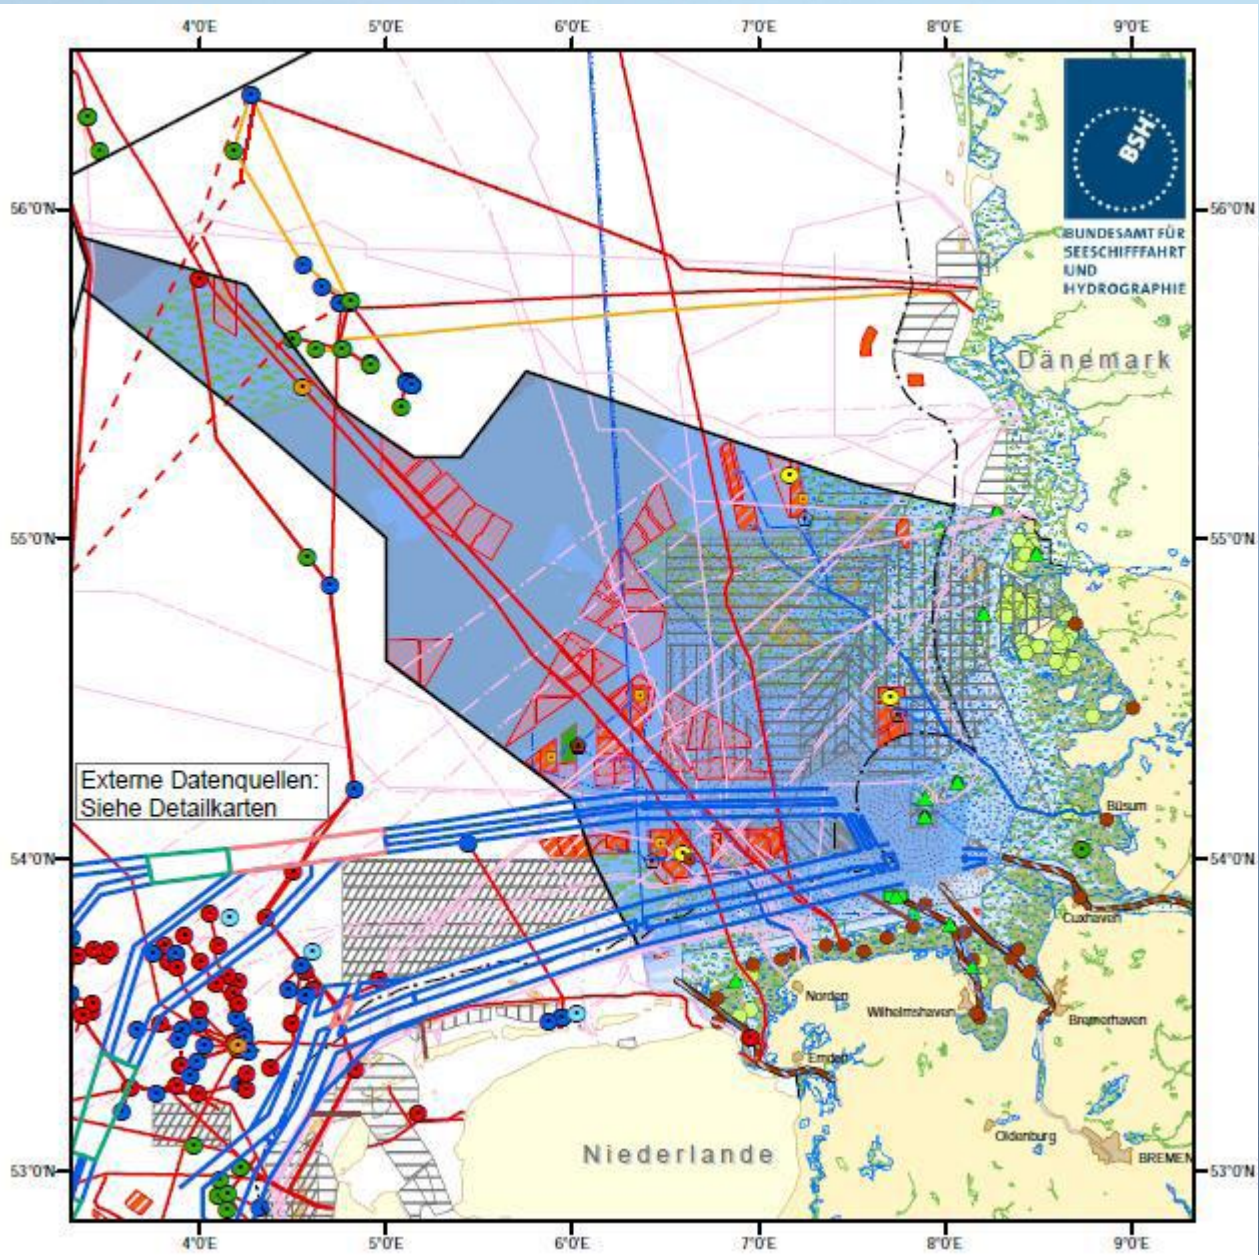 4°0'E 5°0'E 6°0'E 7°0'E 8°0'E 9°0'E
BSH
BUNDESAMT FÜR
SEESCHIFFFAHRT
UND
HYDROGRAPHIE
56°0'N 56°0'N
Dänemark
55°0'N 55°0'N
Externe Datenquellen:
Siehe Detailkarten
Büsum
54°0'N 54°0'N
Cuxhaven
Norden
Wilhelmshaven
Bremerhaven
Emden
Oldenburg
Niederlande
BREMEN
53°0'N 53°0'N
4°0'E 5°0'E 6°0'E 7°0'E 8°0'E 9°0'E